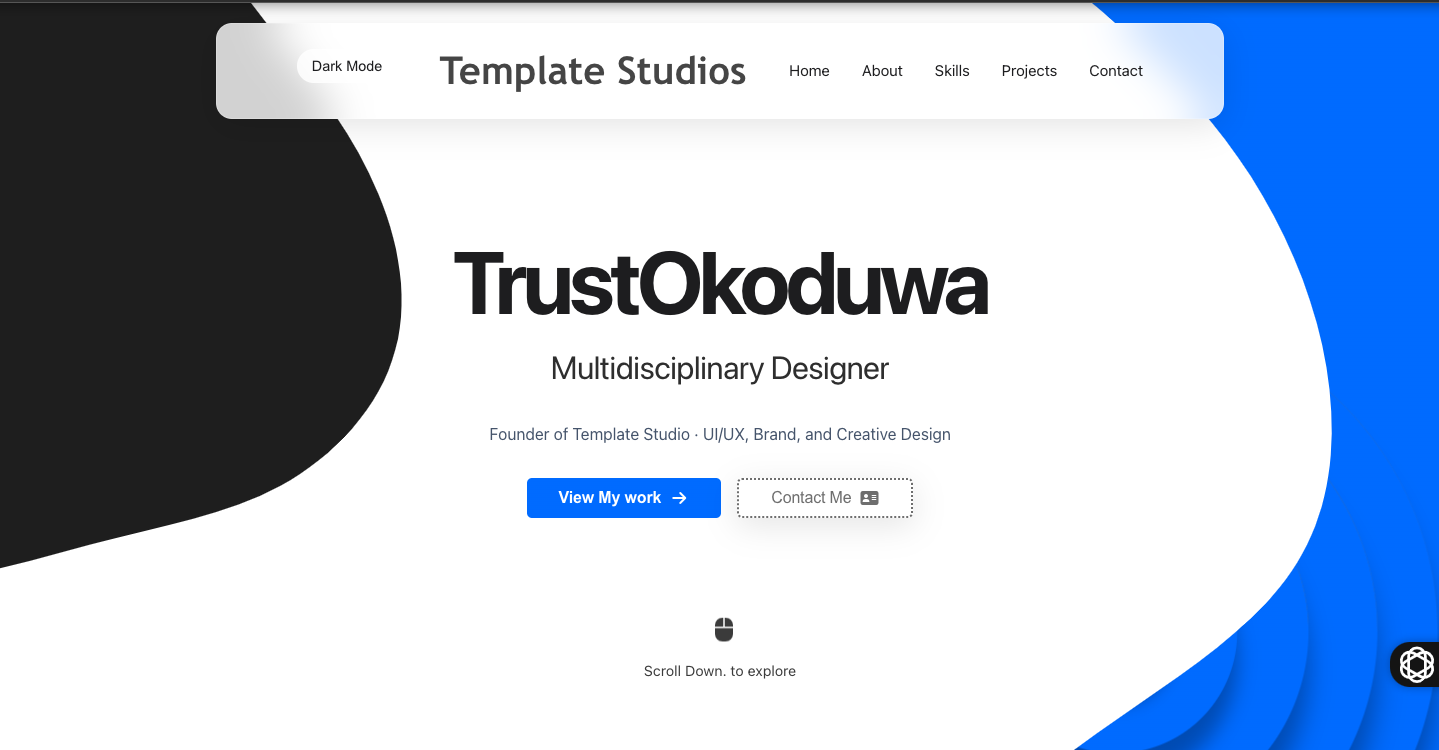 Dark Mode Template Studios Home About Skills Projects Contact
TrustOkoduwa
Multidisciplinary Designer
Founder of Template Studio · UI/UX, Brand, and Creative Design
View My work Contact Me
Scroll Down. to explore